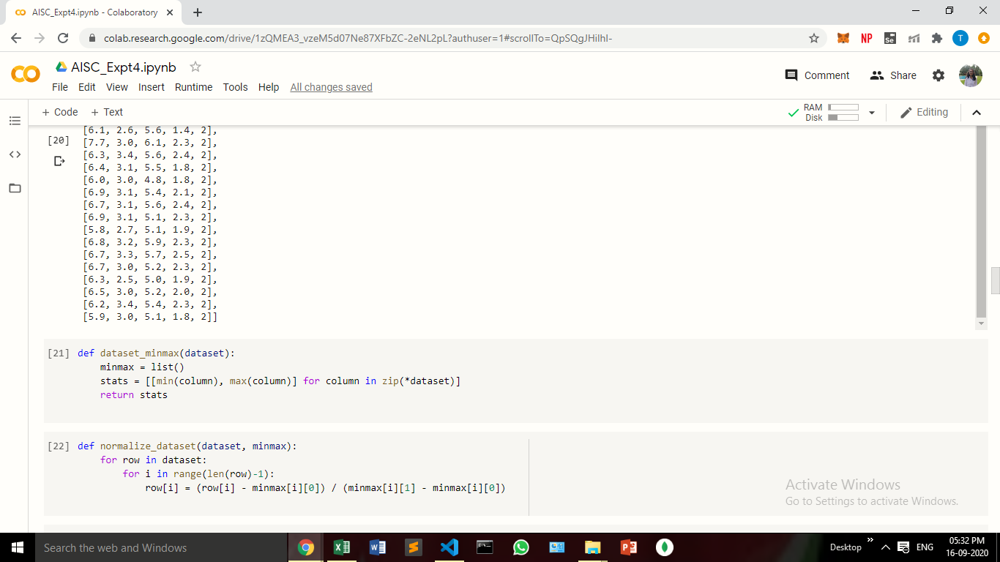 AISC_Expt4.ipynb - Colaboratory
colab.research.google.com/drive/1zQMEA3_vzeM5d07Ne87XFbZC-2eNL2pL?authuser=1#scrollTo=QpSQgJHiIhI-
NP
Se
T
AISC_Expt4.ipynb
Comment
Share
File Edit View Insert Runtime Tools Help All changes saved
+ Code + Text
RAM
Disk
Editing
[6.1, 2.6, 5.6, 1.4, 2],
[20] [7.7, 3.0, 6.1, 2.3, 2],
[6.3, 3.4, 5.6, 2.4, 2],
[6.4, 3.1, 5.5, 1.8, 2],
[6.0, 3.0, 4.8, 1.8, 2],
[6.9, 3.1, 5.4, 2.1, 2],
[6.7, 3.1, 5.6, 2.4, 2],
[6.9, 3.1, 5.1, 2.3, 2],
[5.8, 2.7, 5.1, 1.9, 2],
[6.8, 3.2, 5.9, 2.3, 2],
[6.7, 3.3, 5.7, 2.5, 2],
[6.7, 3.0, 5.2, 2.3, 2],
[6.3, 2.5, 5.0, 1.9, 2],
[6.5, 3.0, 5.2, 2.0, 2],
[6.2, 3.4, 5.4, 2.3, 2],
[5.9, 3.0, 5.1, 1.8, 2]]
[21] def dataset_minmax(dataset):
minmax = list()
stats = [[min(column), max(column)] for column in zip(*dataset)]
return stats
[22] def normalize_dataset(dataset, minmax):
for row in dataset:
for i in range(len(row)-1):
row[i] = (row[i] - minmax[i][0]) / (minmax[i][1] - minmax[i][0])
Activate Windows
Go to Settings to activate Windows.
Search the web and Windows
Desktop
ENG
05:32 PM
16-09-2020